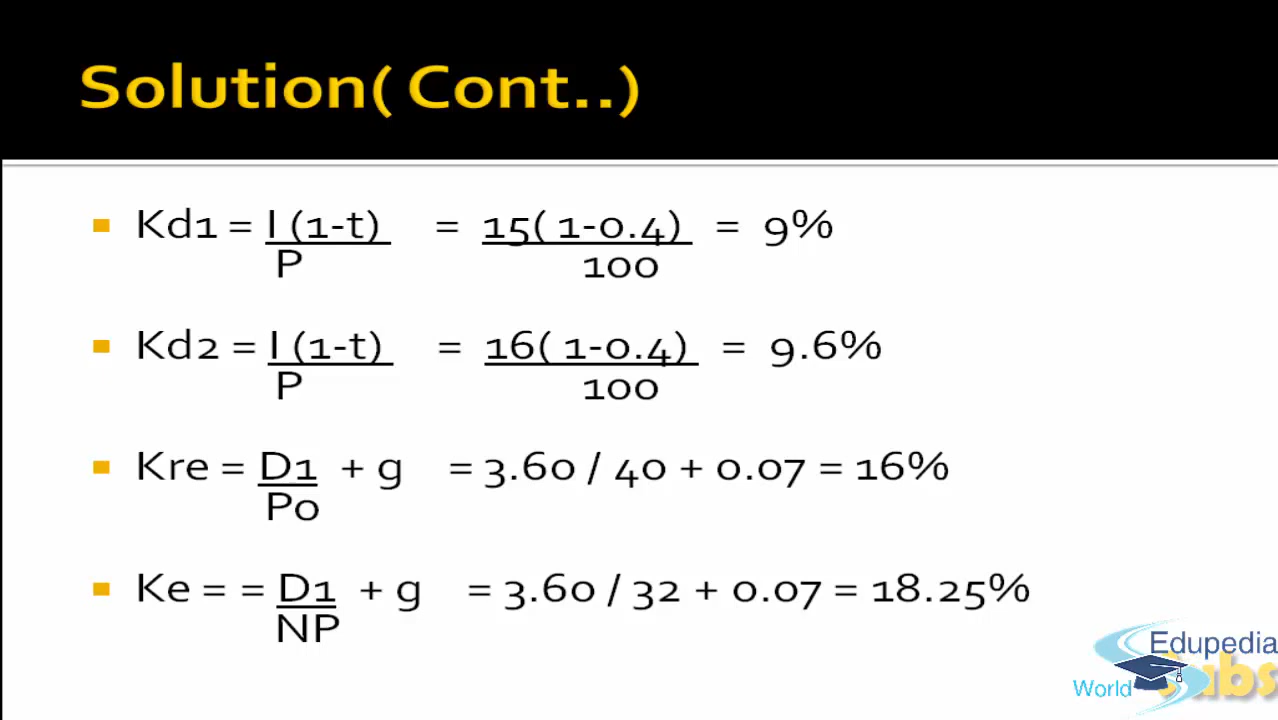 Solution( Cont..)
Kd1 = I (1-t) = 15( 1-0.4) = 9%
P 100
Kd2 = I (1-t) = 16( 1-0.4) = 9.6%
P 100
Kre = D1 + g = 3.60 / 40 + 0.07 = 16%
P0
Ke = = D1 + g = 3.60 / 32 + 0.07 = 18.25%
NP
Edupedia
World